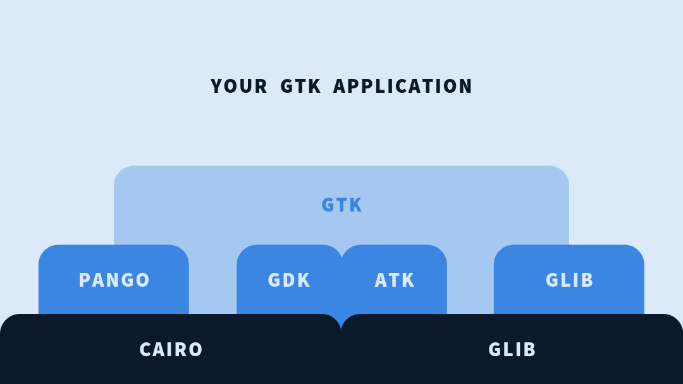 YOUR GTK APPLICATION
GTK
PANGO GDK ATK GLIB
CAIRO GLIB